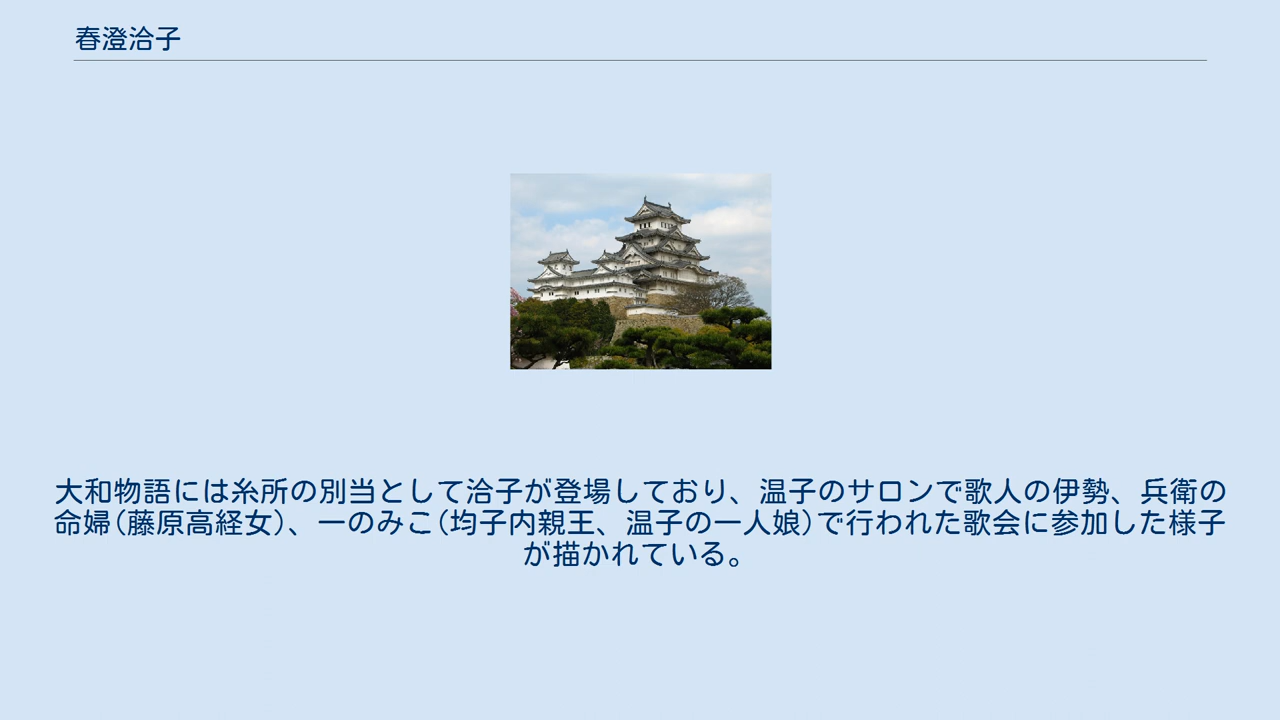 春澄洽子
大和物語には糸所の別当として洽子が登場しており、温子のサロンで歌人の伊勢、兵衛の
命婦(藤原高経女)、一のみこ(均子内親王、温子の一人娘)で行われた歌会に参加した様子
が描かれている。